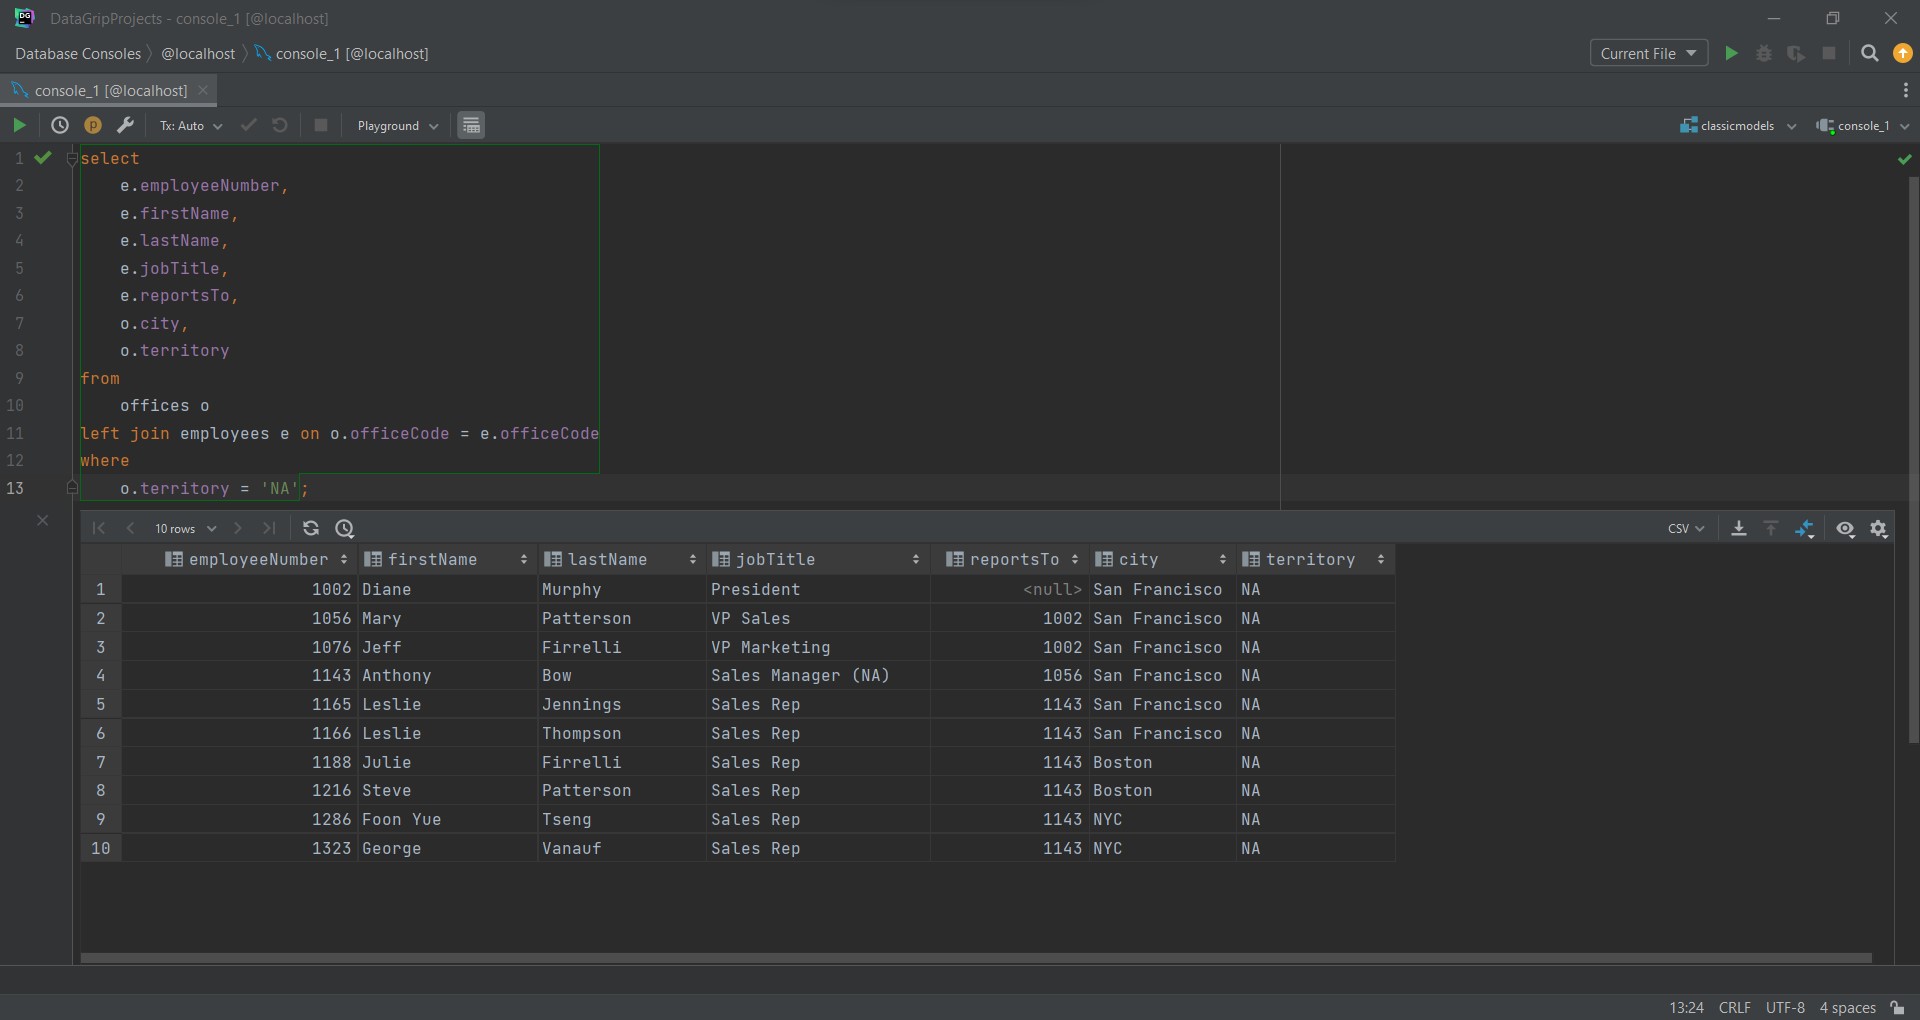 DG DataGripProjects - console_1 [@localhost]
Database Consoles @localhost console_1 [@localhost] Current File
console_1 [@localhost]
p Tx: Auto Playground classicmodels console_1
1 select
2 e.employeeNumber,
3 e.firstName,
4 e.lastName,
5 e.jobTitle,
6 e.reportsTo,
7 o.city,
8 o.territory
9 from
10 offices o
11 left join employees e on o.officeCode = e.officeCode
12 where
13 o.territory = 'NA';
10 rows CSV
employeeNumber firstName lastName jobTitle reportsTo city territory
1 1002 Diane Murphy President <null> San Francisco NA
2 1056 Mary Patterson VP Sales 1002 San Francisco NA
3 1076 Jeff Firrelli VP Marketing 1002 San Francisco NA
4 1143 Anthony Bow Sales Manager (NA) 1056 San Francisco NA
5 1165 Leslie Jennings Sales Rep 1143 San Francisco NA
6 1166 Leslie Thompson Sales Rep 1143 San Francisco NA
7 1188 Julie Firrelli Sales Rep 1143 Boston NA
8 1216 Steve Patterson Sales Rep 1143 Boston NA
9 1286 Foon Yue Tseng Sales Rep 1143 NYC NA
10 1323 George Vanauf Sales Rep 1143 NYC NA
13:24 CRLF UTF-8 4 spaces